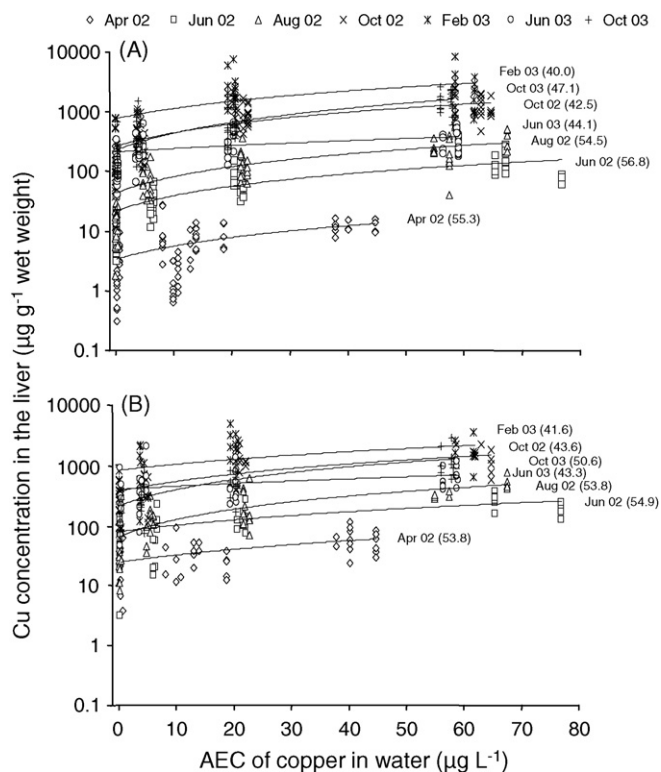 Apr 02 Jun 02 Aug 02 Oct 02 Feb 03 Jun 03 Oct 03
(A)
10000
1000
100
10
1
0.1
Feb 03 (40.0)
Oct 03 (47.1)
Oct 02 (42.5)
Jun 03 (44.1)
Aug 02 (54.5)
Jun 02 (56.8)
Apr 02 (55.3)
Cu concentration in the liver (µg g⁻¹ wet weight)
(B)
10000
1000
100
10
1
0.1
Feb 03 (41.6)
Oct 02 (43.6)
Oct 03 (50.6)
Jun 03 (43.3)
Aug 02 (53.8)
Jun 02 (54.9)
Apr 02 (53.8)
0 10 20 30 40 50 60 70 80
AEC of copper in water (µg L⁻¹)